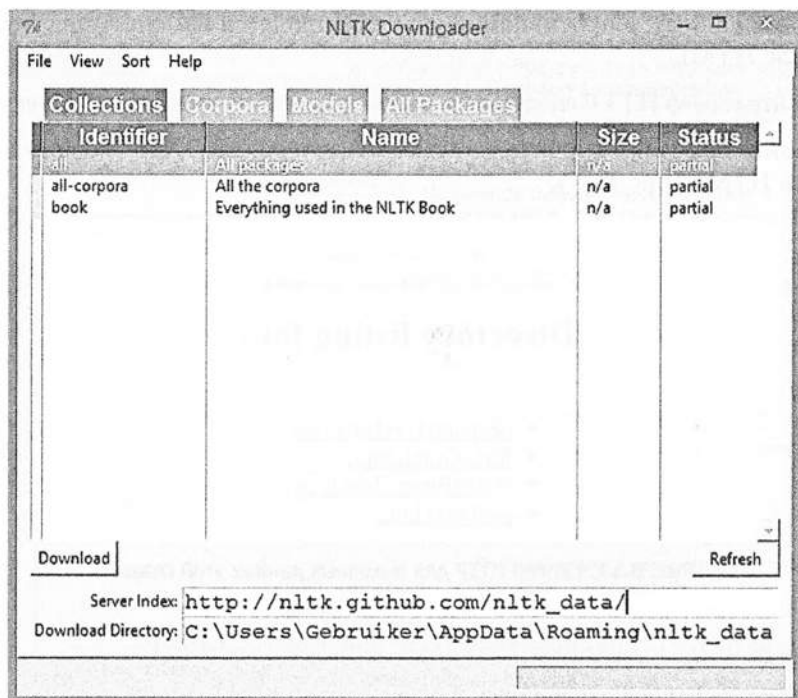 NLTK Downloader
File View Sort Help
Collections Corpora Models All Packages
Identifier Name Size Status
all All packages n/a partial
all-corpora All the corpora n/a partial
book Everything used in the NLTK Book n/a partial
Download Refresh
Server Index: http://nltk.github.com/nltk_data/
Download Directory: C:\Users\Gebruiker\AppData\Roaming\nltk_data